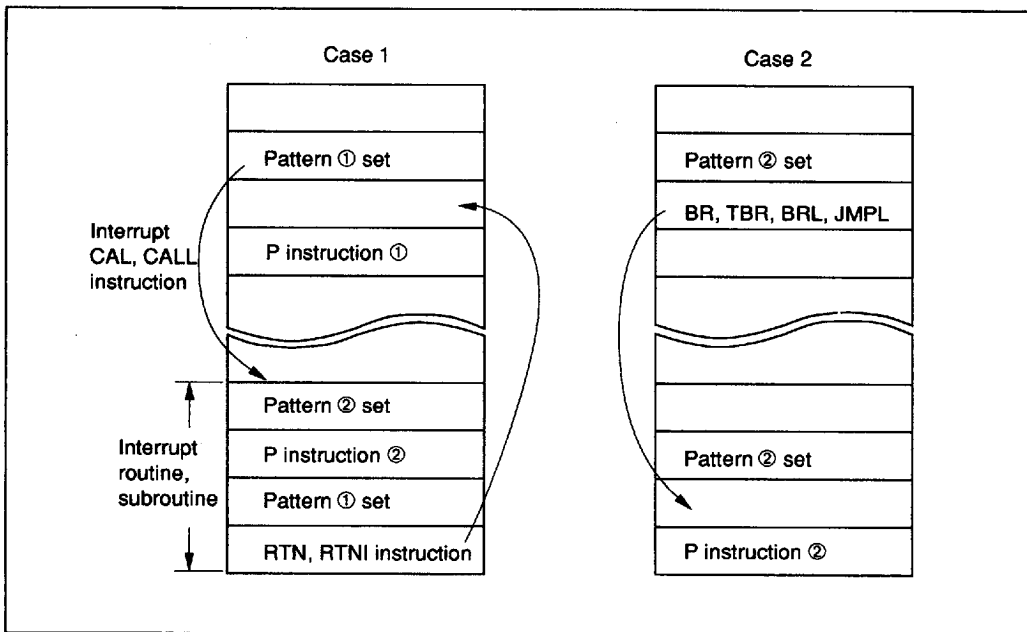 Case 1
Pattern ① set
Interrupt
CAL, CALL
instruction
P instruction ①
Interrupt
routine,
subroutine
Pattern ② set
P instruction ②
Pattern ① set
RTN, RTNI instruction
Case 2
Pattern ② set
BR, TBR, BRL, JMPL
Pattern ② set
P instruction ②